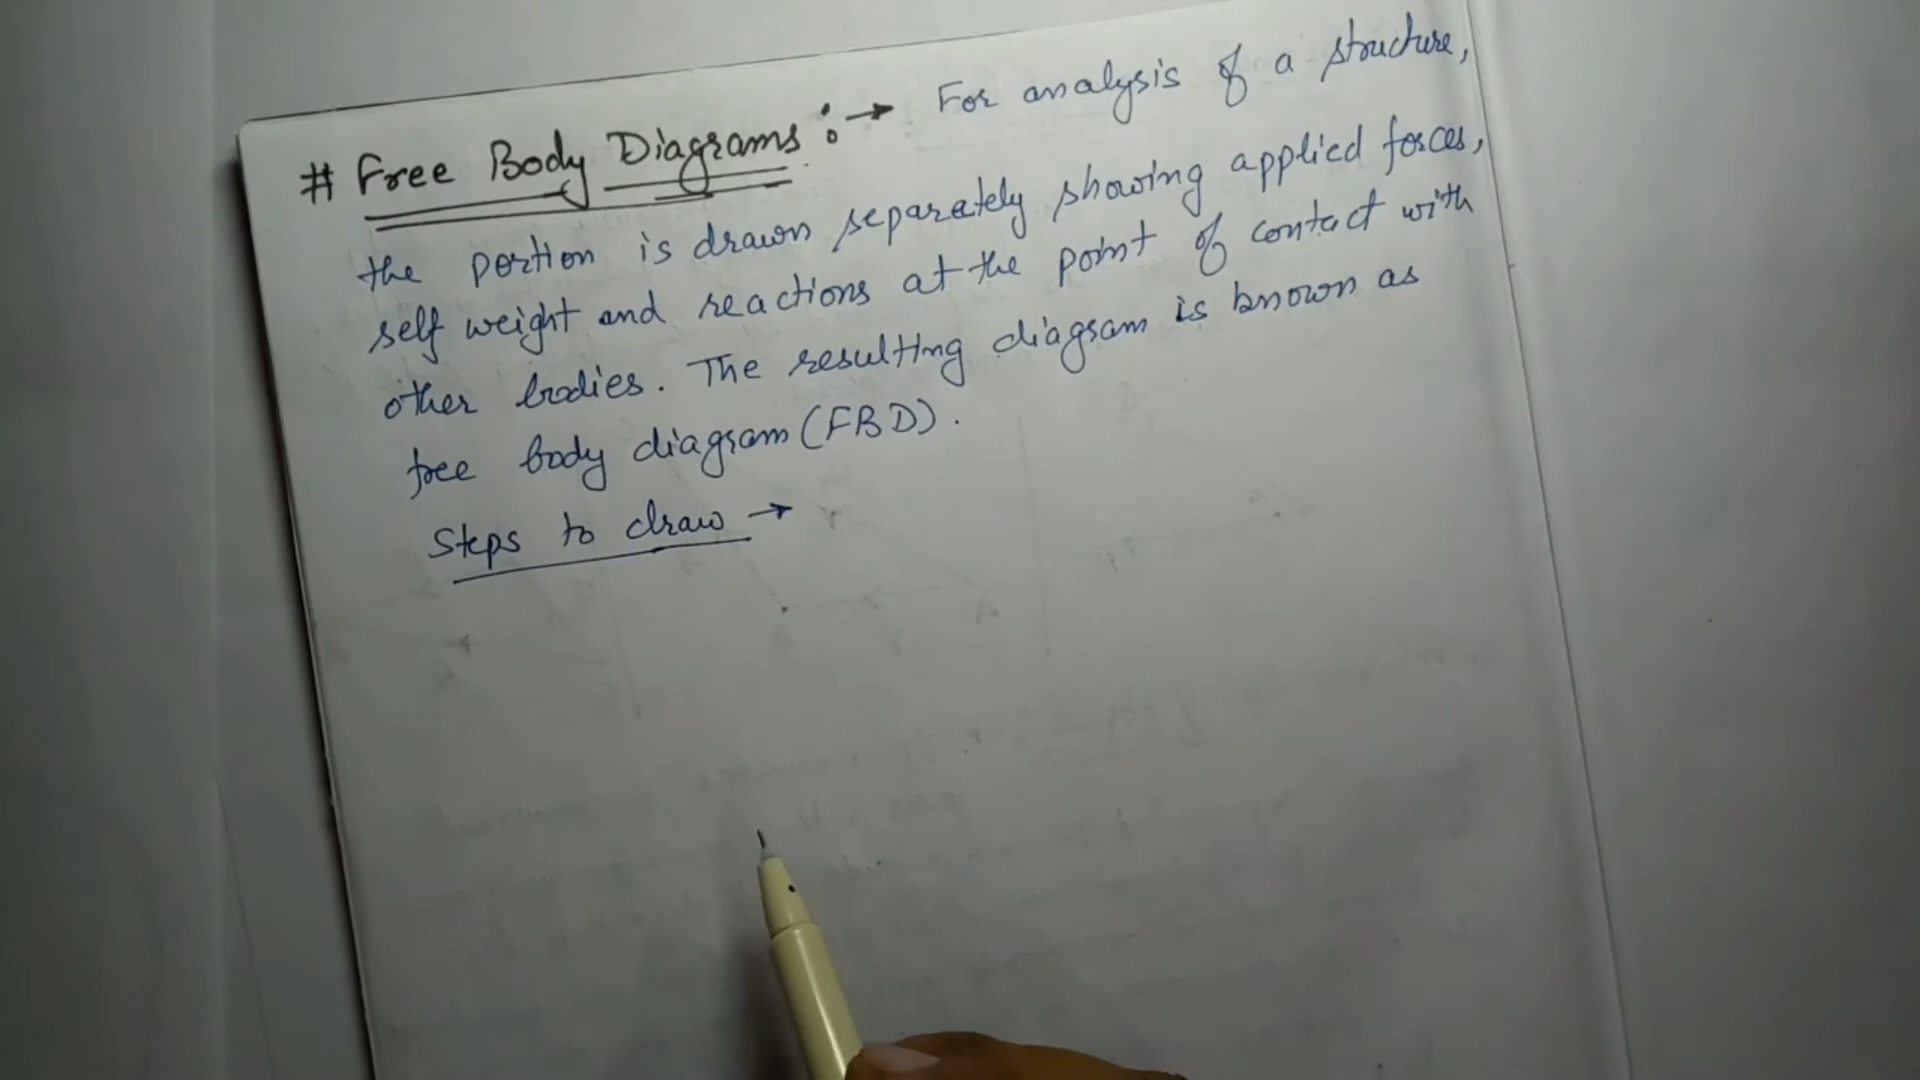 # Free Body Diagrams :→ For analysis of a structure,
the portion is drawn separately showing applied forces,
self weight and reactions at the point of contact with
other bodies. The resulting diagram is known as
free body diagram (FBD).
Steps to draw →